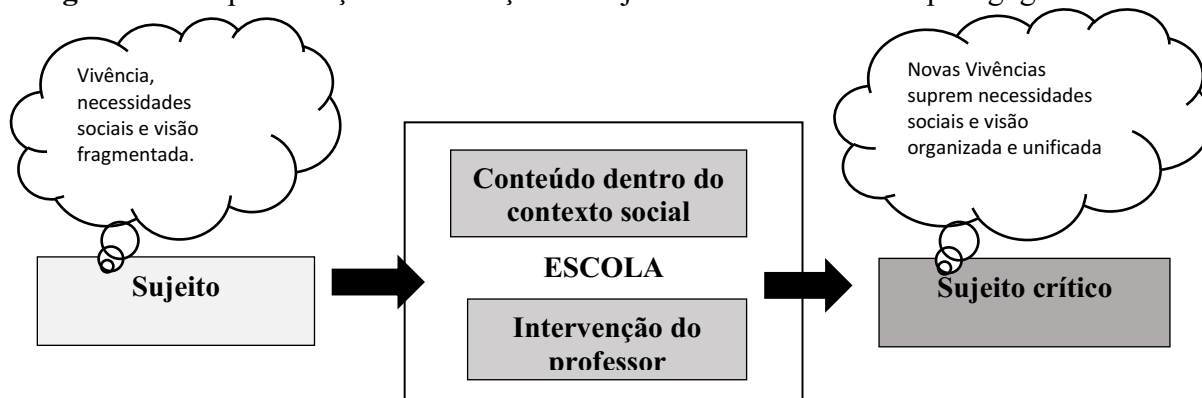 Vivência,
necessidades
sociais e visão
fragmentada.
Novas Vivências
suprem necessidades
sociais e visão
organizada e unificada
Conteúdo dentro do
contexto social
ESCOLA
Intervenção do
professor
Sujeito
Sujeito crítico